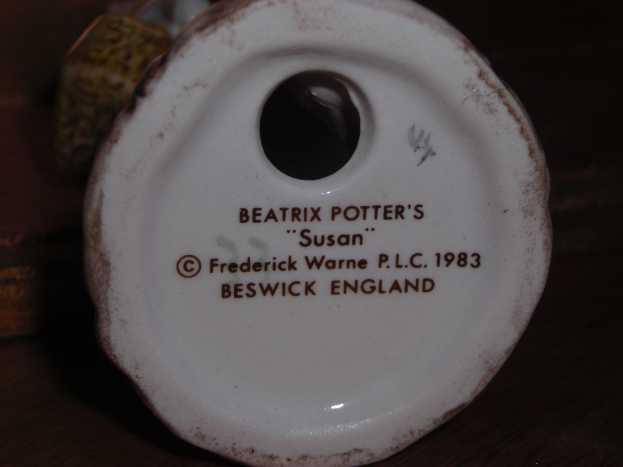 BEATRIX POTTER'S
"Susan"
© Frederick Warne P.L.C. 1983
BESWICK ENGLAND